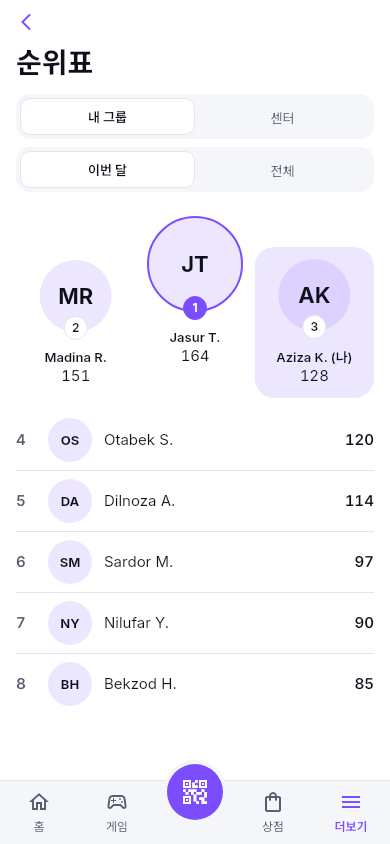 순위표
내 그룹
센터
이번 달
전체
JT
1
Jasur T.
164
MR
2
Madina R.
151
AK
3
Aziza K. (나)
128
4 OS Otabek S. 120
5 DA Dilnoza A. 114
6 SM Sardor M. 97
7 NY Nilufar Y. 90
8 BH Bekzod H. 85
홈
게임
상점
더보기